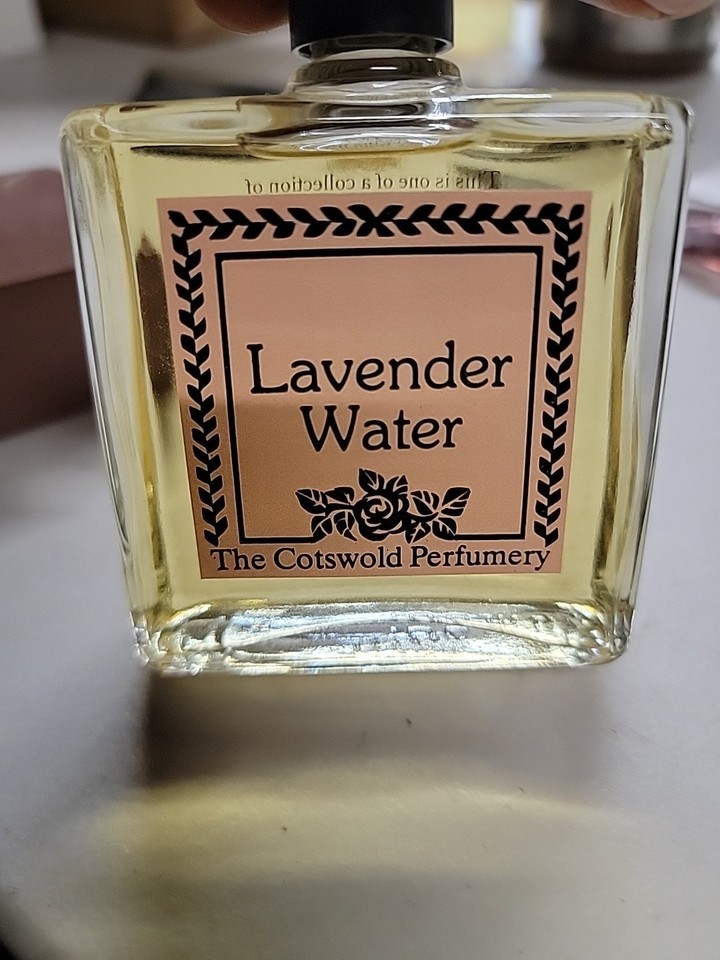 This is one of a collection of
Lavender
Water
The Cotswold Perfumery